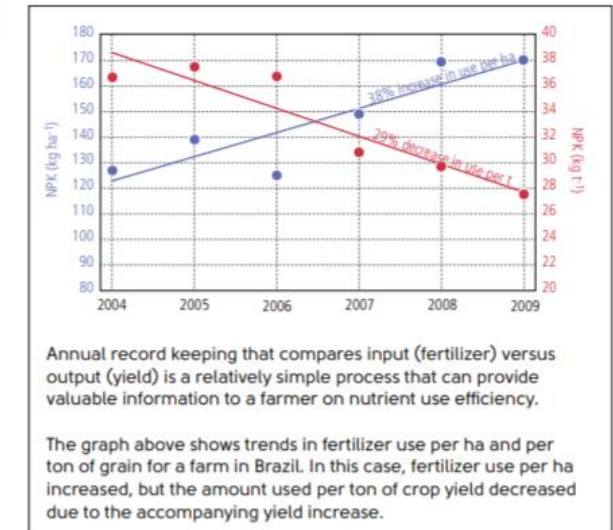 180
170
160
150
140
130
120
110
100
90
80
NPK (kg ha⁻¹)
40
38
36
34
32
30
28
26
24
22
20
NPK (kg t⁻¹)
38% increase in use per ha
29% decrease in use per t
2004 2005 2006 2007 2008 2009
Annual record keeping that compares input (fertilizer) versus
output (yield) is a relatively simple process that can provide
valuable information to a farmer on nutrient use efficiency.
The graph above shows trends in fertilizer use per ha and per
ton of grain for a farm in Brazil. In this case, fertilizer use per ha
increased, but the amount used per ton of crop yield decreased
due to the accompanying yield increase.